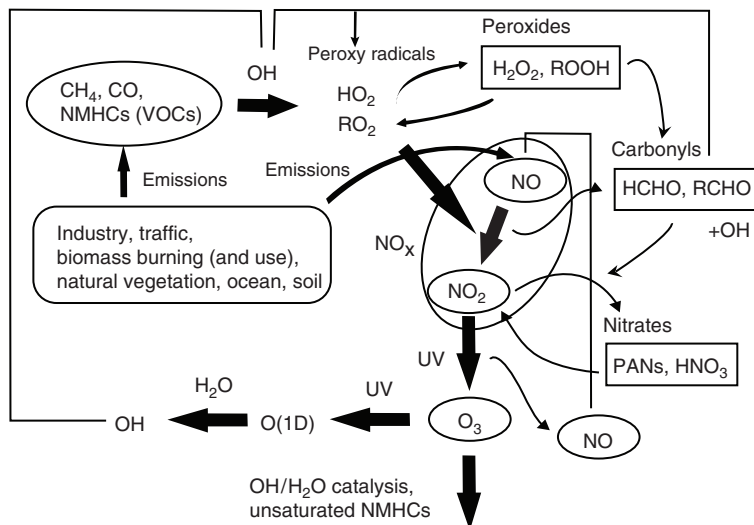 Peroxides
OH
Peroxy radicals
H₂O₂, ROOH
CH₄, CO,
NMHCs (VOCs)
HO₂
RO₂
Emissions
Emissions
Carbonyls
NO
HCHO, RCHO
+OH
Industry, traffic,
biomass burning (and use),
natural vegetation, ocean, soil
NOₓ
NO₂
Nitrates
PANs, HNO₃
UV
H₂O
UV
OH
O(1D)
O₃
NO
OH/H₂O catalysis,
unsaturated NMHCs